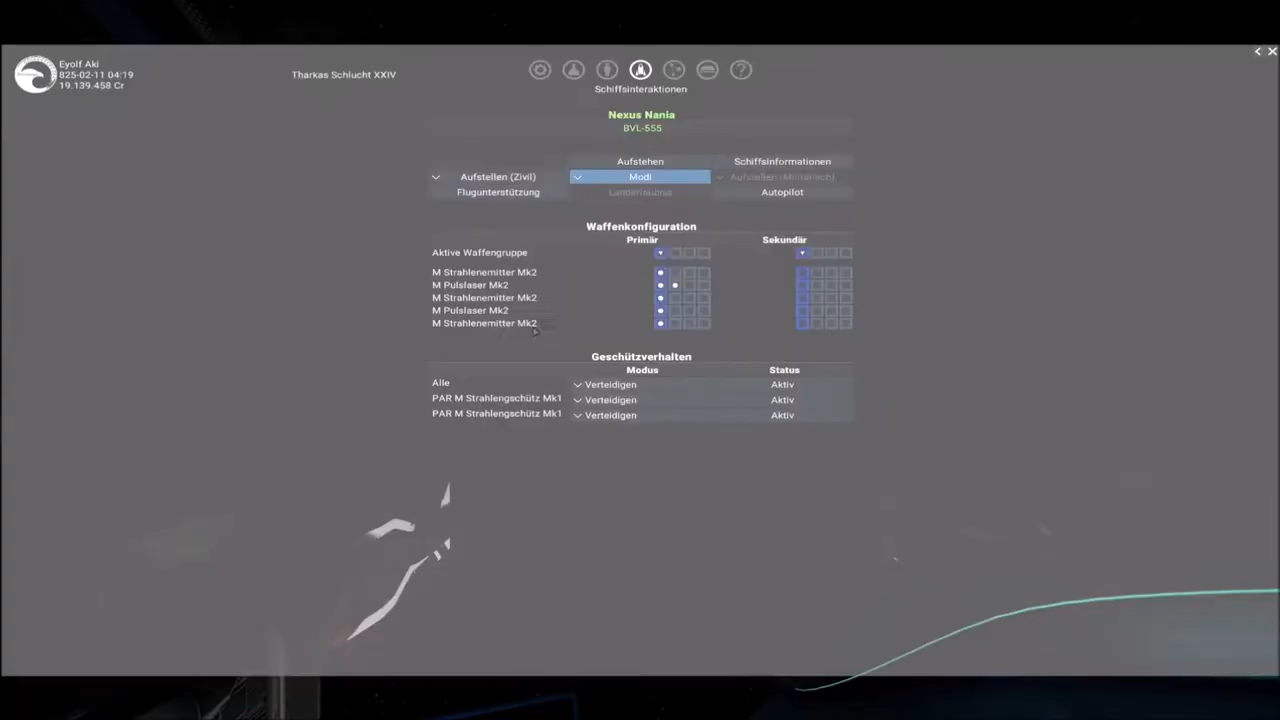 Eyolf Aki
825-02-11 04:19
19.139.458 Cr
Tharkas Schlucht XXIV
Schiffsinteraktionen
Nexus Nania
BVL-555
Aufstehen
Schiffsinformationen
Aufstellen (Zivil)
Modi
Aufstellen (Militärisch)
Flugunterstützung
Landerlaubnis
Autopilot
Waffenkonfiguration
Primär
Sekundär
Aktive Waffengruppe
M Strahlenemitter Mk2
M Pulslaser Mk2
M Strahlenemitter Mk2
M Pulslaser Mk2
M Strahlenemitter Mk2
Geschützverhalten
Modus
Status
Alle
Verteidigen
Aktiv
PAR M Strahlengschütz Mk1
Verteidigen
Aktiv
PAR M Strahlengschütz Mk1
Verteidigen
Aktiv